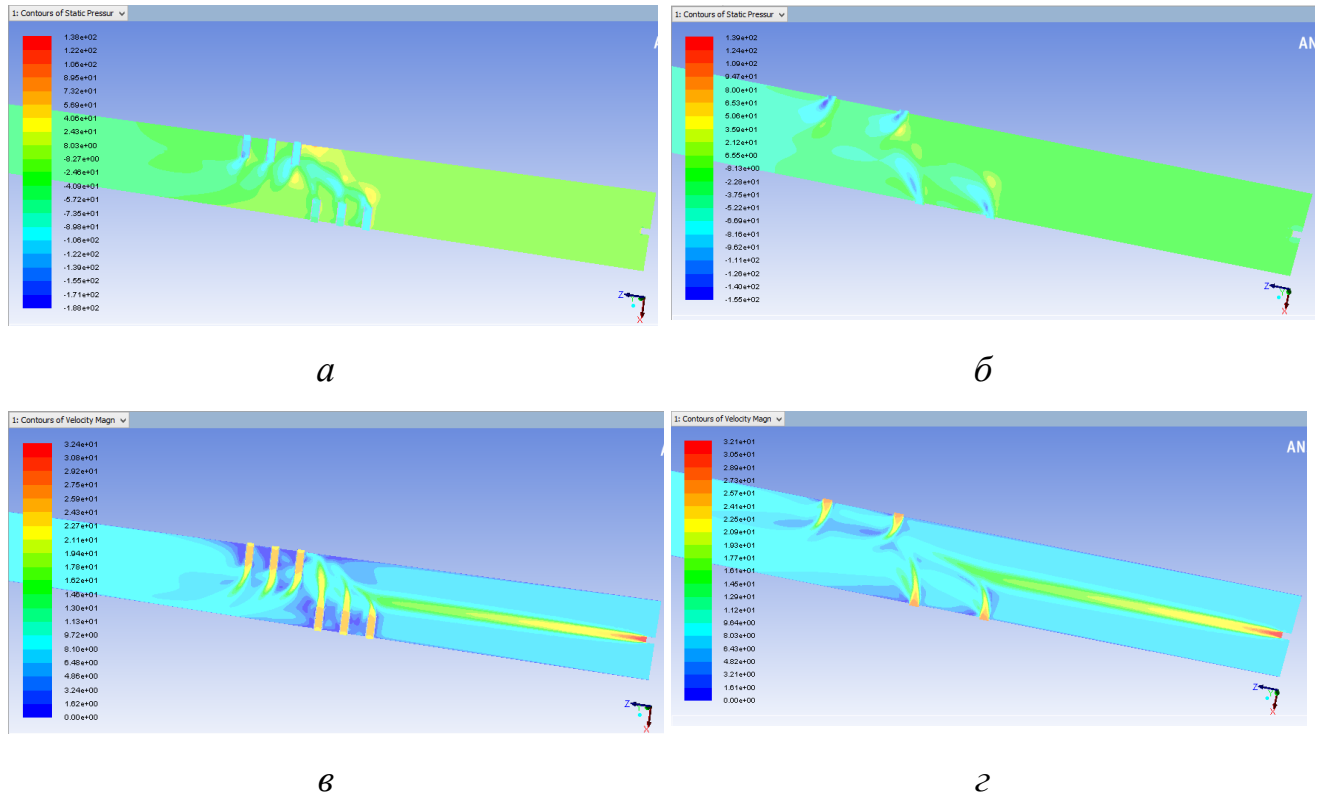 1: Contours of Static Pressur
1.38e+02
1.22e+02
1.06e+02
8.95e+01
7.32e+01
5.69e+01
4.06e+01
2.43e+01
8.03e+00
-8.27e+00
-2.46e+01
-4.09e+01
-5.72e+01
-7.35e+01
-8.98e+01
-1.06e+02
-1.22e+02
-1.39e+02
-1.55e+02
-1.71e+02
-1.88e+02
Z
Y
X
1: Contours of Static Pressur
1.39e+02
1.24e+02
1.09e+02
9.47e+01
8.00e+01
6.53e+01
5.06e+01
3.59e+01
2.12e+01
6.55e+00
-8.13e+00
-2.28e+01
-3.75e+01
-5.22e+01
-6.69e+01
-8.16e+01
-9.62e+01
-1.11e+02
-1.26e+02
-1.40e+02
-1.55e+02
AN
Z
Y
X
а
б
1: Contours of Velocity Magn
3.24e+01
3.08e+01
2.92e+01
2.75e+01
2.59e+01
2.43e+01
2.27e+01
2.11e+01
1.94e+01
1.78e+01
1.62e+01
1.46e+01
1.30e+01
1.13e+01
9.72e+00
8.10e+00
6.48e+00
4.86e+00
3.24e+00
1.62e+00
0.00e+00
Z
Y
X
1: Contours of Velocity Magn
3.21e+01
3.05e+01
2.89e+01
2.73e+01
2.57e+01
2.41e+01
2.25e+01
2.09e+01
1.93e+01
1.77e+01
1.61e+01
1.45e+01
1.29e+01
1.12e+01
9.64e+00
8.03e+00
6.43e+00
4.82e+00
3.21e+00
1.61e+00
0.00e+00
AN
Z
Y
X
в
г